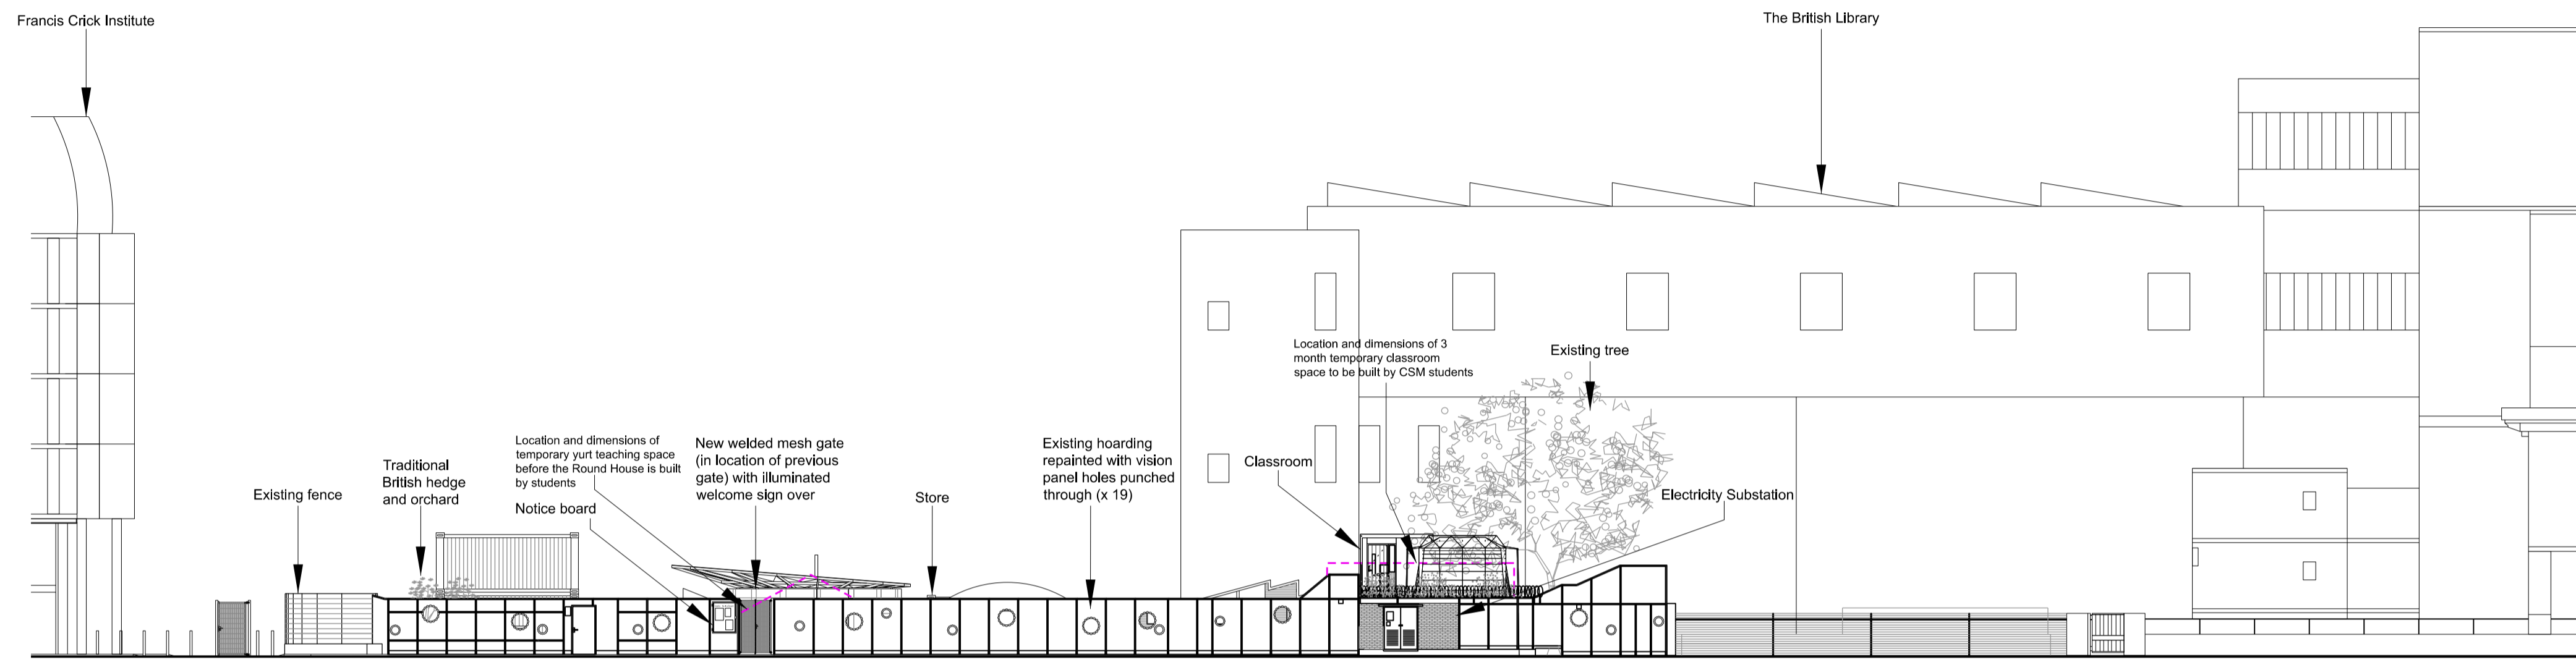 Francis Crick Institute
The British Library
Location and dimensions of 3
month temporary classroom
space to be built by CSM students
Existing tree
Location and dimensions of
temporary yurt teaching space
before the Round House is built
by students
New welded mesh gate
(in location of previous
gate) with illuminated
welcome sign over
Existing hoarding
repainted with vision
panel holes punched
through (x 19)
Classroom
Traditional
British hedge
and orchard
Existing fence
Notice board
Store
Electricity Substation